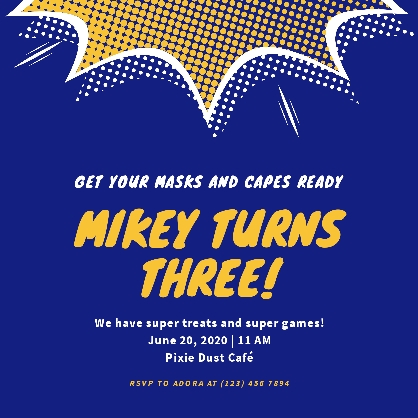 GET YOUR MASKS AND CAPES READY
MIKEY TURNS
THREE!
We have super treats and super games!
June 20, 2020 | 11 AM
Pixie Dust Café
RSVP TO ADORA AT (123) 456 7894